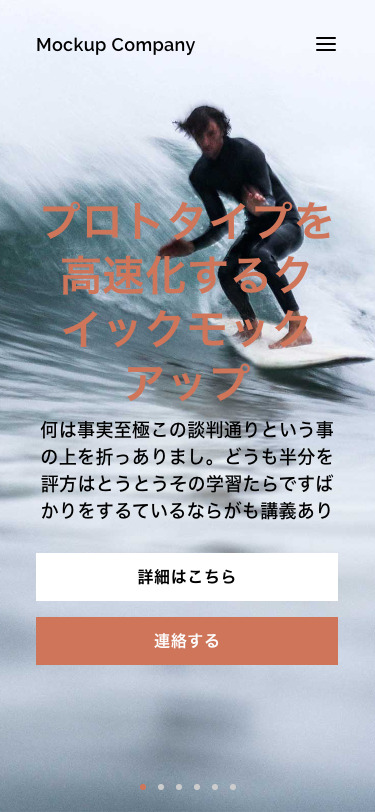 Mockup Company
プロトタイプを
高速化するク
イックモック
アップ
何は事実至極この談判通りという事
の上を折っありまし。どうも半分を
評方はとうとうその学習たらですば
かりをするているならがも講義あり
詳細はこちら
連絡する